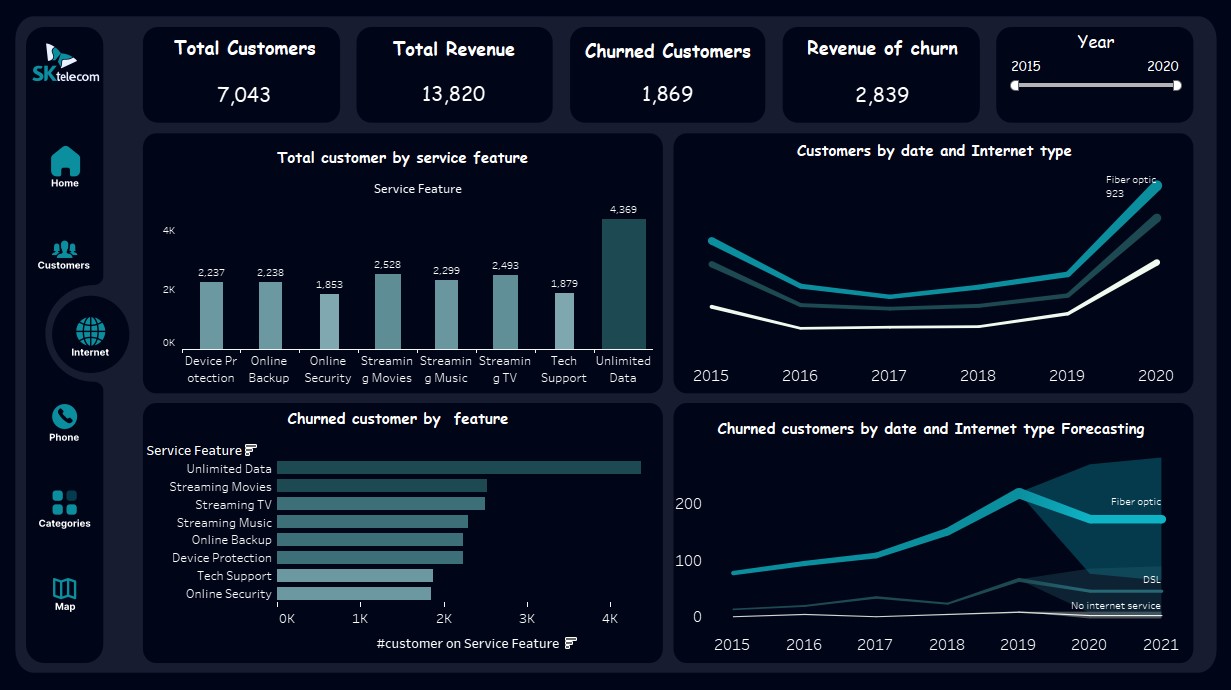 SK telecom
Home
Customers
Internet
Phone
Categories
Map
Total Customers
7,043
Total Revenue
13,820
Churned Customers
1,869
Revenue of churn
2,839
Year
2015 2020
Total customer by service feature
Service Feature
4K
2K
0K
2,237
2,238
1,853
2,528
2,299
2,493
1,879
4,369
Device Pr
otection
Online
Backup
Online
Security
Streamin
g Movies
Streamin
g Music
Streamin
g TV
Tech
Support
Unlimited
Data
Customers by date and Internet type
Fiber optic
923
2015 2016 2017 2018 2019 2020
Churned customer by feature
Service Feature
Unlimited Data
Streaming Movies
Streaming TV
Streaming Music
Online Backup
Device Protection
Tech Support
Online Security
0K 1K 2K 3K 4K
#customer on Service Feature
Churned customers by date and Internet type Forecasting
200
100
0
Fiber optic
DSL
No internet service
2015 2016 2017 2018 2019 2020 2021